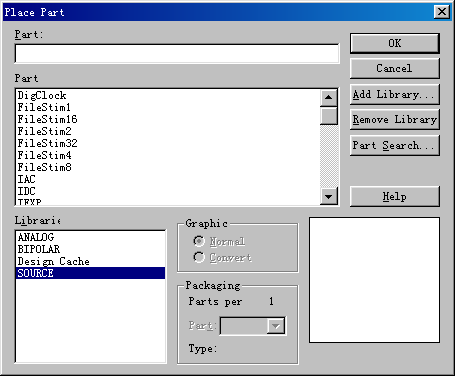 Place Part
Part:
OK
Cancel
Add Library...
Remove Library
Part Search...
Help
Part
DigClock
FileStim1
FileStim16
FileStim2
FileStim32
FileStim4
FileStim8
IAC
IDC
IEXP
Librarie
ANALOG
BIPOLAR
Design Cache
SOURCE
Graphic
Normal
Convert
Packaging
Parts per 1
Part:
Type: